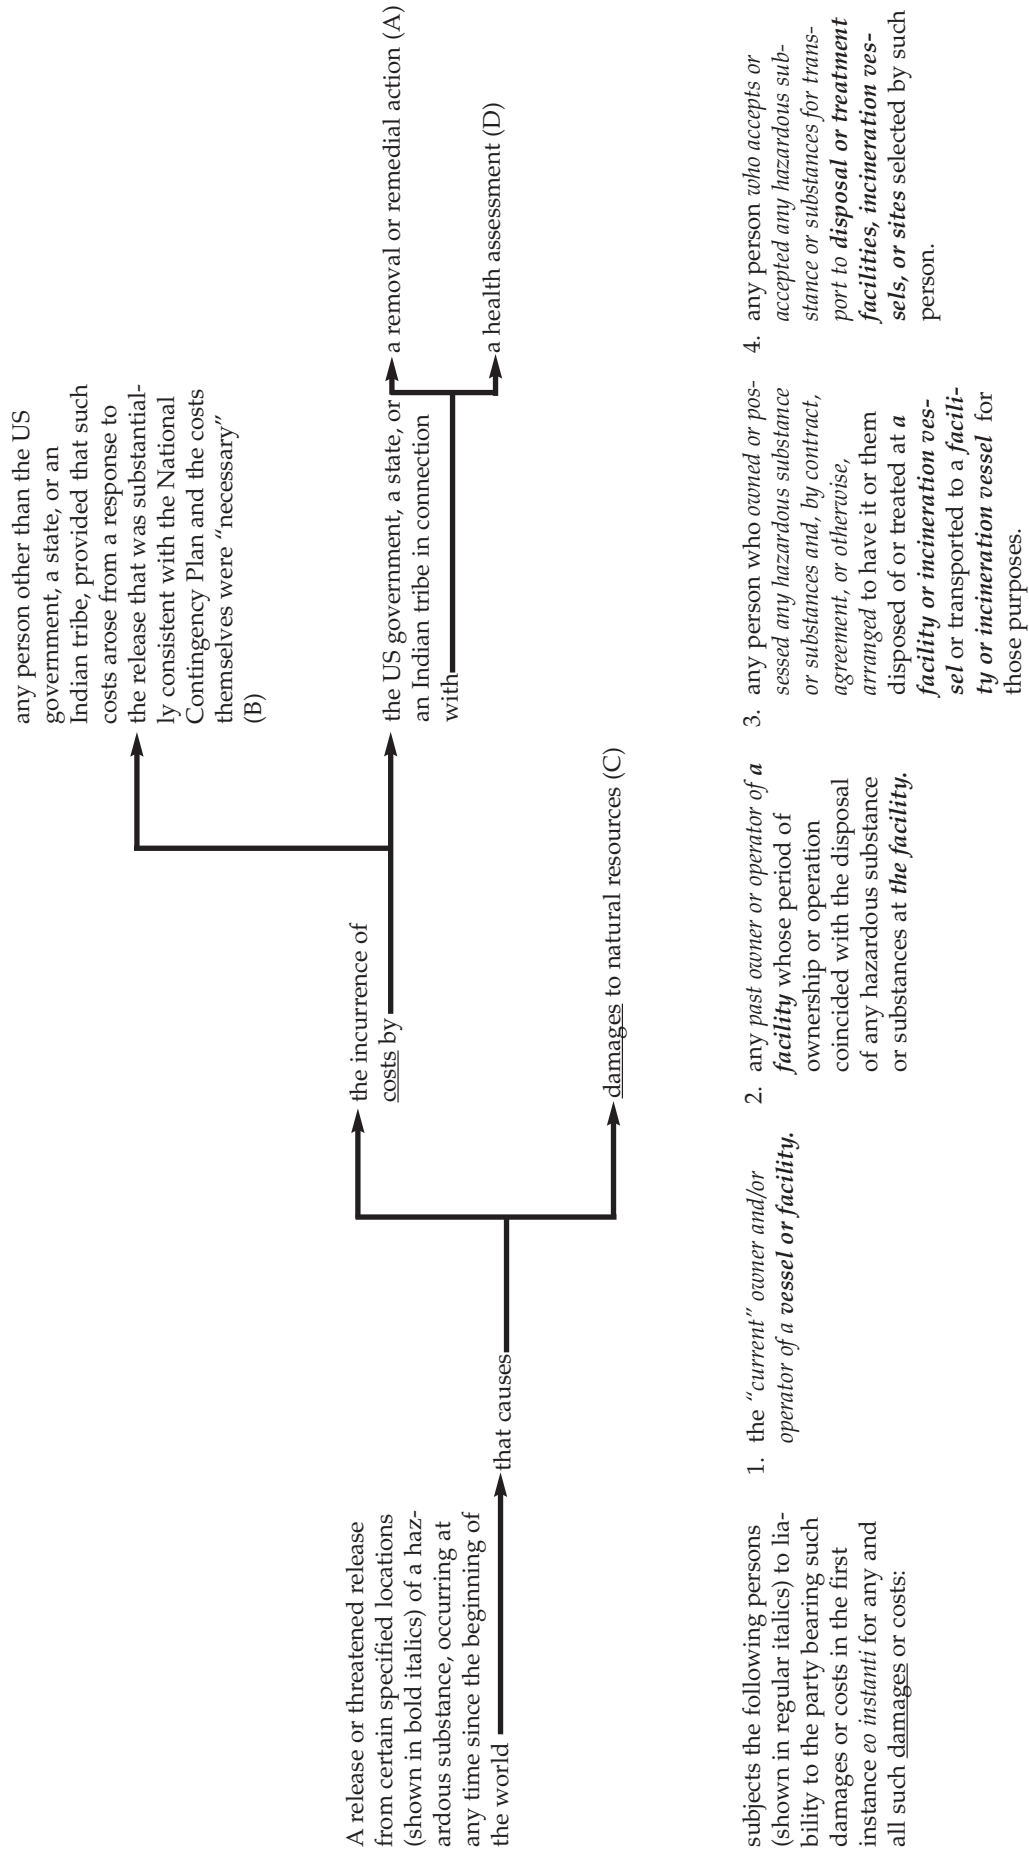 A release or threatened release
from certain specified locations
(shown in bold italics) of a haz-
ardous substance, occurring at
any time since the beginning of
the world
that causes
the incurrence of
costs by
any person other than the US
government, a state, or an
Indian tribe, provided that such
costs arose from a response to
the release that was substantial-
ly consistent with the National
Contingency Plan and the costs
themselves were “necessary”
(B)
the US government, a state, or
an Indian tribe in connection
with
a removal or remedial action (A)
a health assessment (D)
damages to natural resources (C)
subjects the following persons
(shown in regular italics) to lia-
bility to the party bearing such
damages or costs in the first
instance eo instanti for any and
all such damages or costs:
1. the “current” owner and/or
operator of a vessel or facility.
2. any past owner or operator of a
facility whose period of
ownership or operation
coincided with the disposal
of any hazardous substance
or substances at the facility.
3. any person who owned or pos-
sessed any hazardous substance
or substances and, by contract,
agreement, or otherwise,
arranged to have it or them
disposed of or treated at a
facility or incineration ves-
sel or transported to a facili-
ty or incineration vessel for
those purposes.
4. any person who accepts or
accepted any hazardous sub-
stance or substances for trans-
port to disposal or treatment
facilities, incineration ves-
sels, or sites selected by such
person.